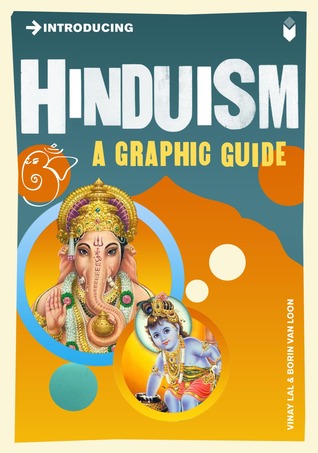 INTRODUCING
HINDUISM
A GRAPHIC GUIDE
VINAY LAL & BORIN VAN LOON